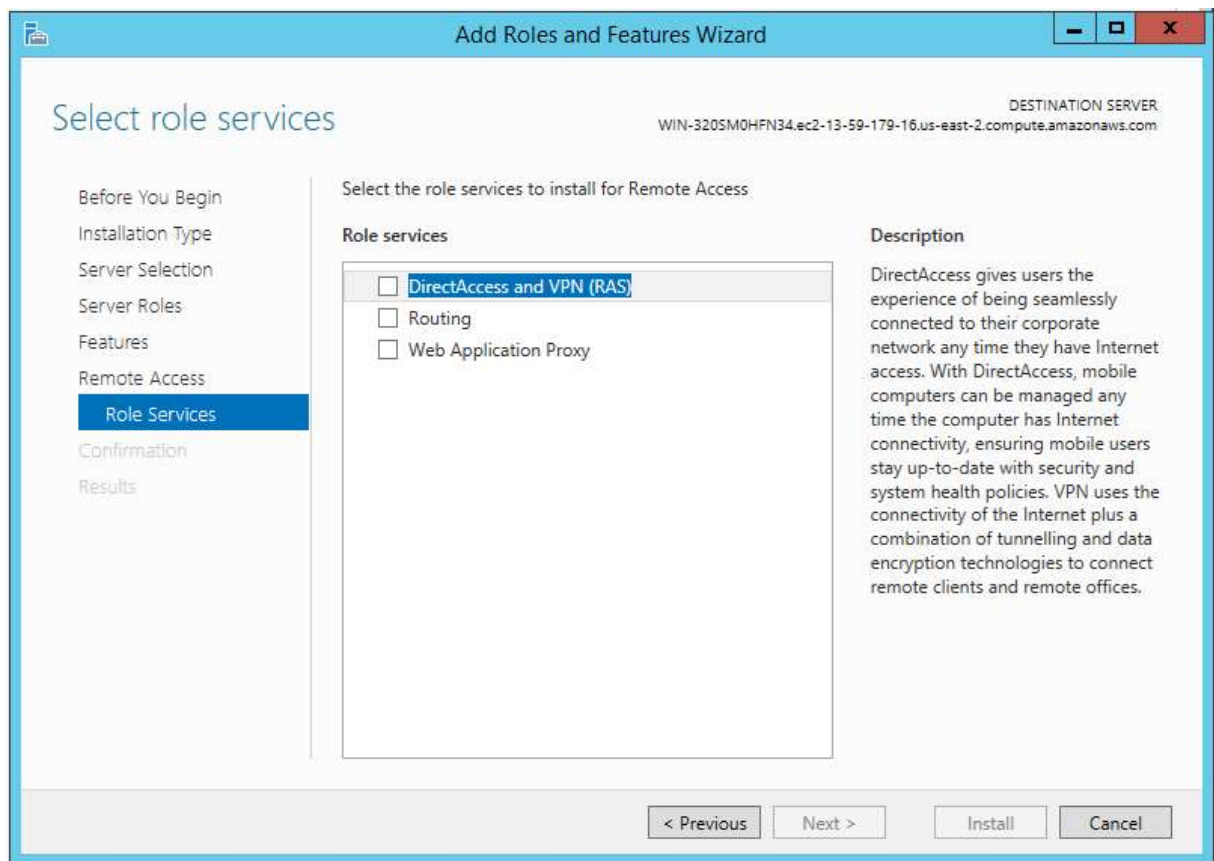 Add Roles and Features Wizard
Select role services
DESTINATION SERVER
WIN-320SM0HFN34.ec2-13-59-179-16.us-east-2.compute.amazonaws.com
Before You Begin
Installation Type
Server Selection
Server Roles
Features
Remote Access
Role Services
Confirmation
Results
Select the role services to install for Remote Access
Role services
DirectAccess and VPN (RAS)
Routing
Web Application Proxy
Description
DirectAccess gives users the
experience of being seamlessly
connected to their corporate
network any time they have Internet
access. With DirectAccess, mobile
computers can be managed any
time the computer has Internet
connectivity, ensuring mobile users
stay up-to-date with security and
system health policies. VPN uses the
connectivity of the Internet plus a
combination of tunnelling and data
encryption technologies to connect
remote clients and remote offices.
< Previous
Next >
Install
Cancel